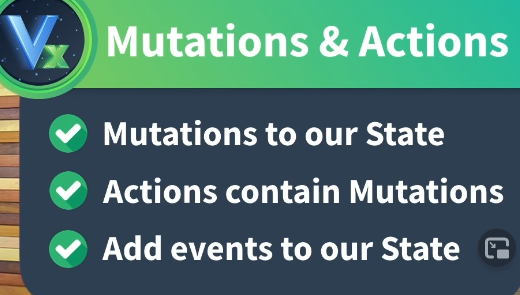 Vx
Mutations & Actions
Mutations to our State
Actions contain Mutations
Add events to our State